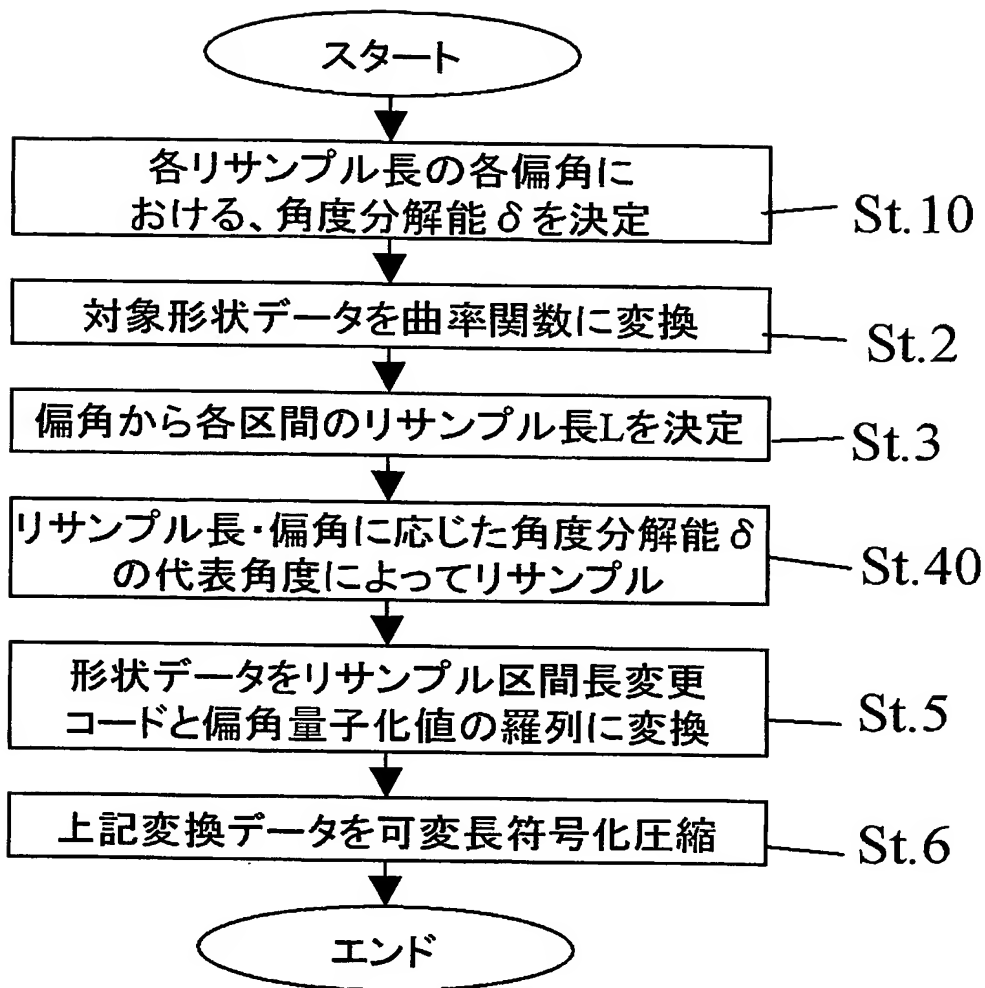 スタート
各リサンプル長の各偏角に
おける、角度分解能δを決定
St.10
対象形状データを曲率関数に変換
St.2
偏角から各区間のリサンプル長Lを決定
St.3
リサンプル長・偏角に応じた角度分解能δ
の代表角度によってリサンプル
St.40
形状データをリサンプル区間長変更
コードと偏角量子化値の羅列に変換
St.5
上記変換データを可変長符号化圧縮
St.6
エンド